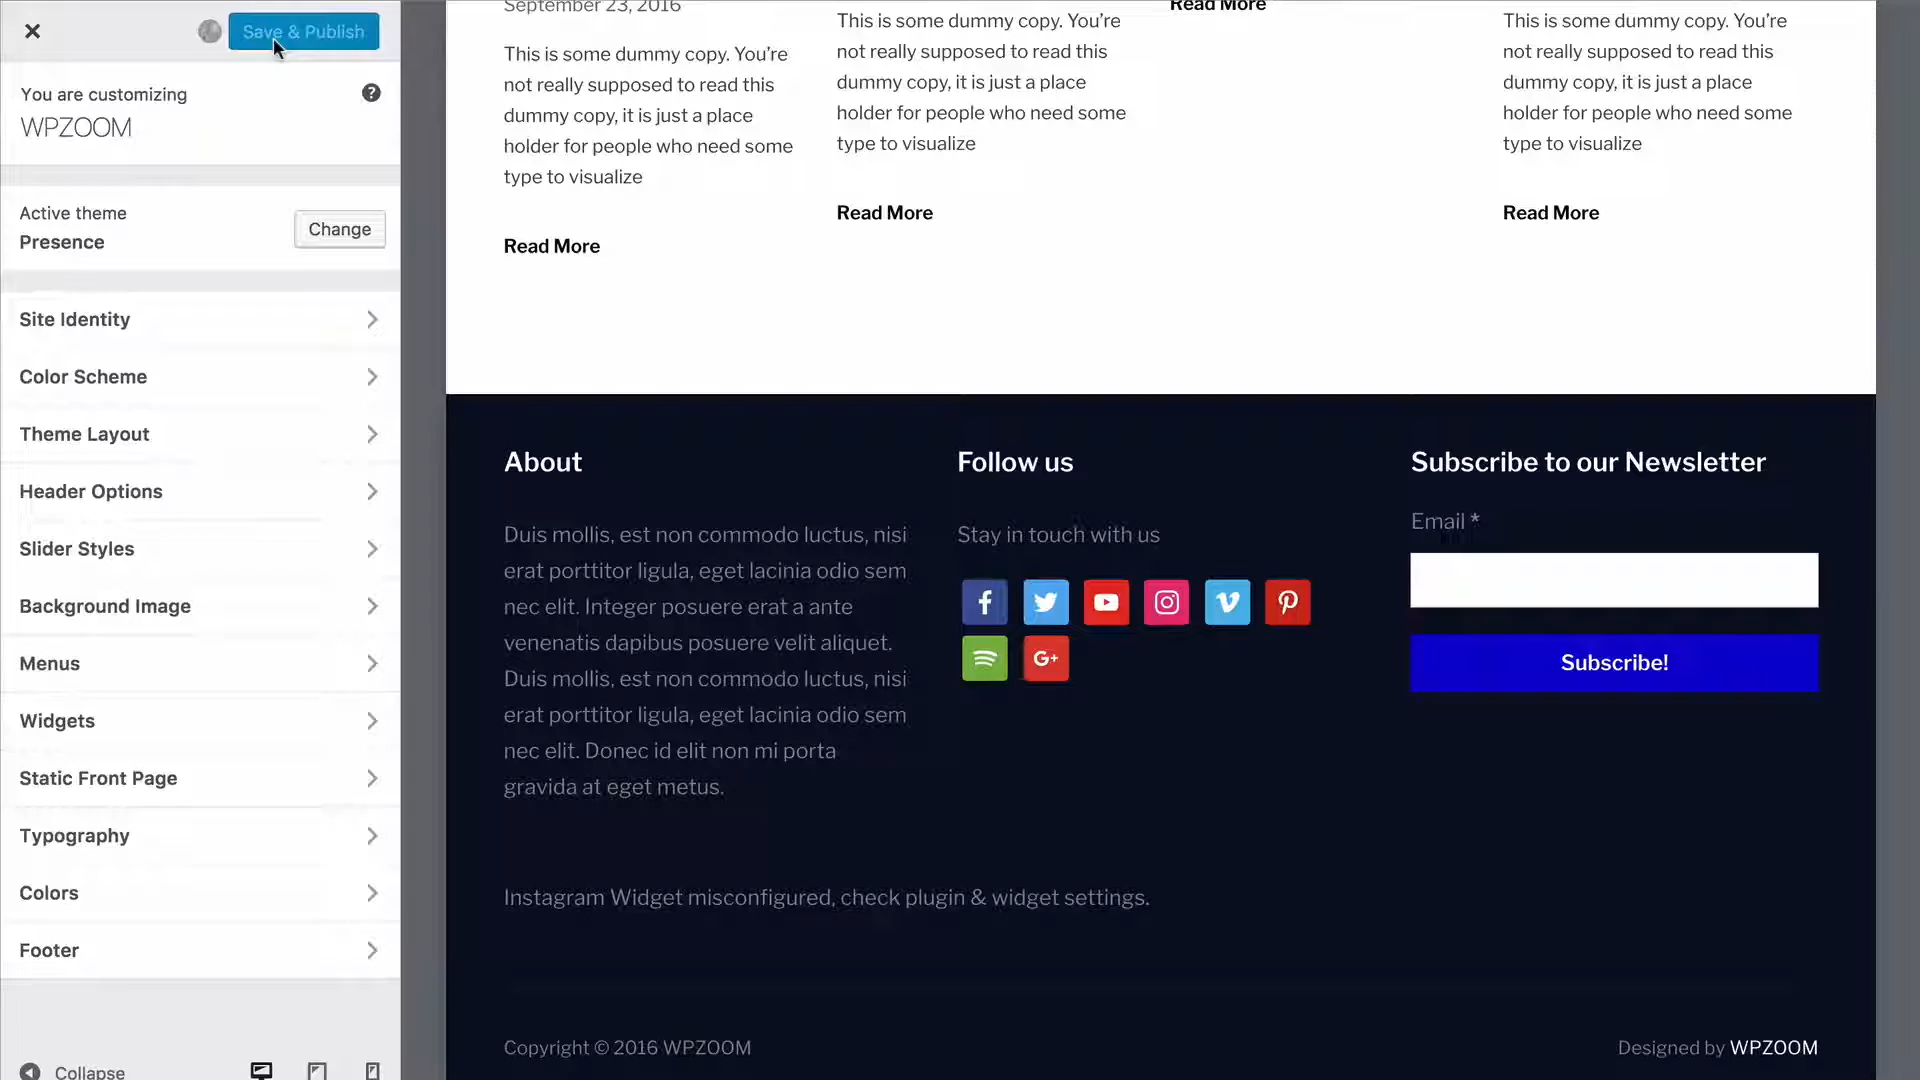 Save & Publish
You are customizing
WPZOOM
Active theme
Presence
Change
Site Identity
Color Scheme
Theme Layout
Header Options
Slider Styles
Background Image
Menus
Widgets
Static Front Page
Typography
Colors
Footer
Collapse
September 23, 2016
This is some dummy copy. You’re
not really supposed to read this
dummy copy, it is just a place
holder for people who need some
type to visualize
Read More
This is some dummy copy. You’re
not really supposed to read this
dummy copy, it is just a place
holder for people who need some
type to visualize
Read More
Read More
This is some dummy copy. You’re
not really supposed to read this
dummy copy, it is just a place
holder for people who need some
type to visualize
Read More
About
Duis mollis, est non commodo luctus, nisi
erat porttitor ligula, eget lacinia odio sem
nec elit. Integer posuere erat a ante
venenatis dapibus posuere velit aliquet.
Duis mollis, est non commodo luctus, nisi
erat porttitor ligula, eget lacinia odio sem
nec elit. Donec id elit non mi porta
gravida at eget metus.
Follow us
Stay in touch with us
Subscribe to our Newsletter
Email *
Subscribe!
Instagram Widget misconfigured, check plugin & widget settings.
Copyright © 2016 WPZOOM
Designed by WPZOOM